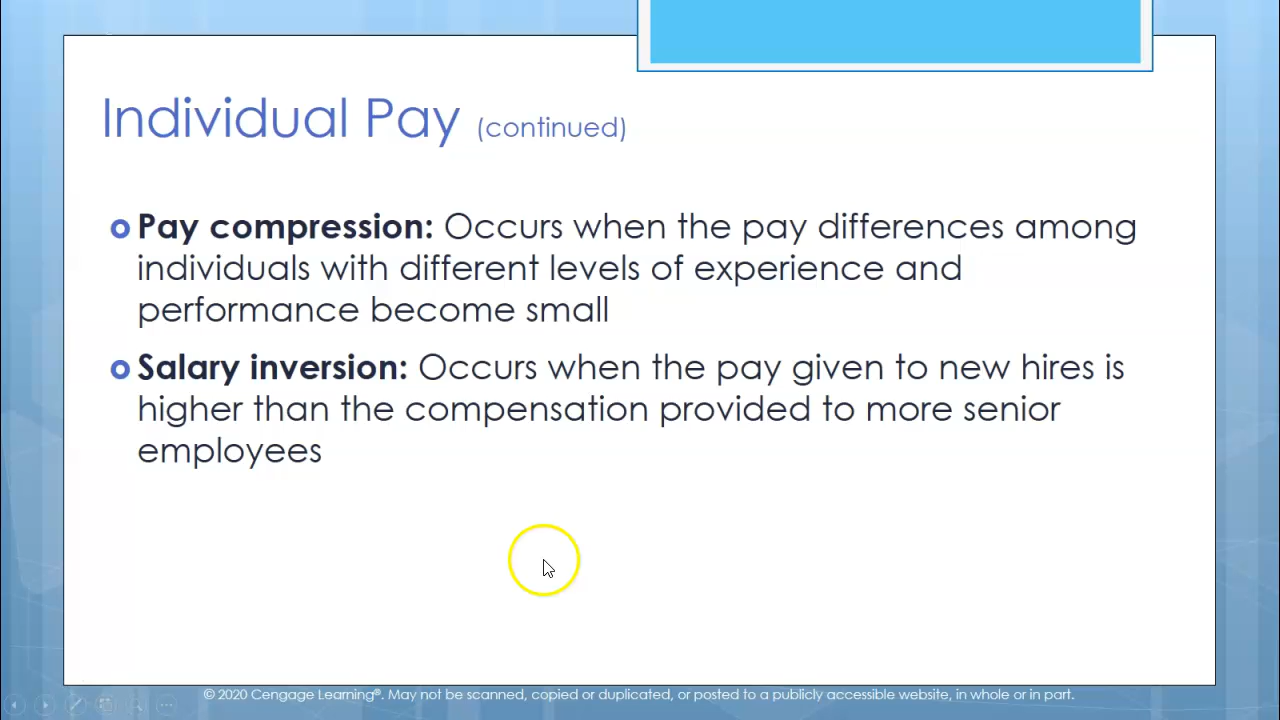 Individual Pay (continued)
Pay compression: Occurs when the pay differences among
individuals with different levels of experience and
performance become small
Salary inversion: Occurs when the pay given to new hires is
higher than the compensation provided to more senior
employees
© 2020 Cengage Learning®. May not be scanned, copied or duplicated, or posted to a publicly accessible website, in whole or in part.